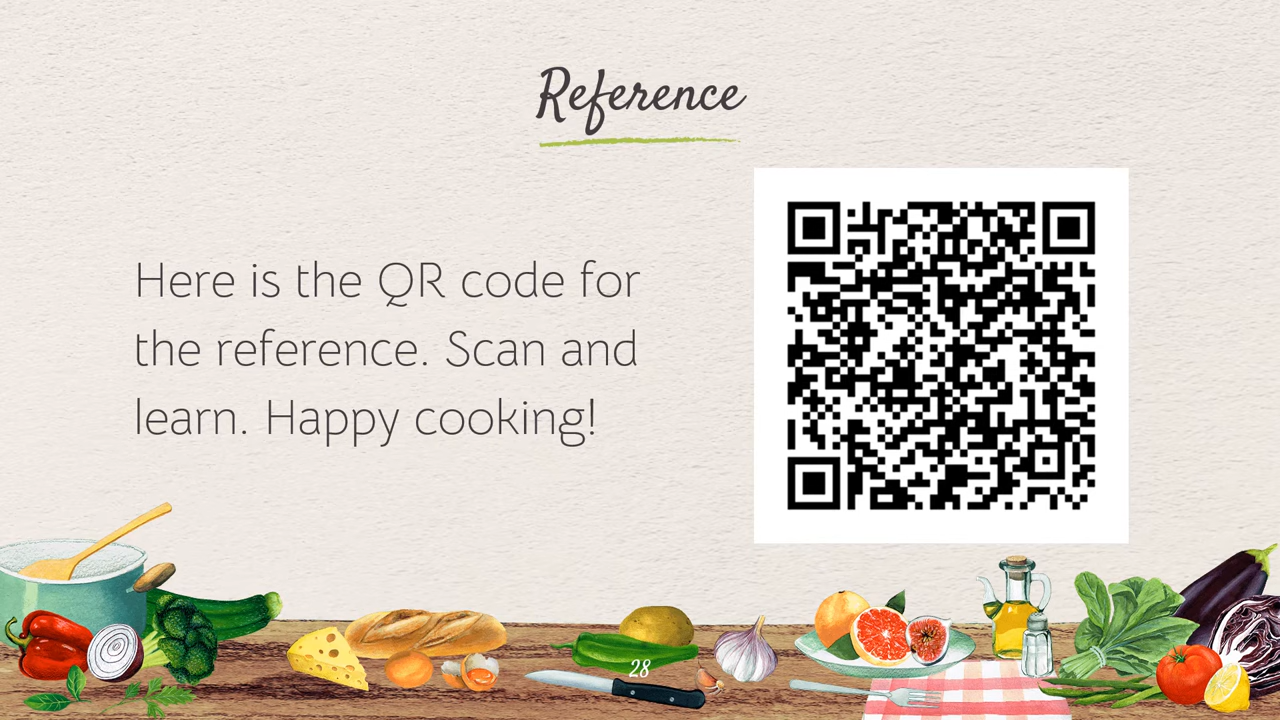 Reference
Here is the QR code for
the reference. Scan and
learn. Happy cooking!
28